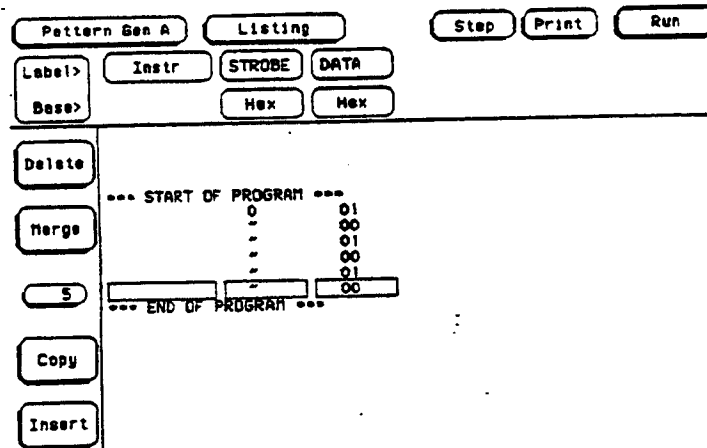 Pattern Gen A Listing Step Print Run
Label> Instr STROBE DATA
Base> Hex Hex
Delete
*** START OF PROGRAM ***
0 01
" 00
Merge " 01
" 00
" 01
5 " 00
*** END OF PROGRAM ***
Copy
Insert